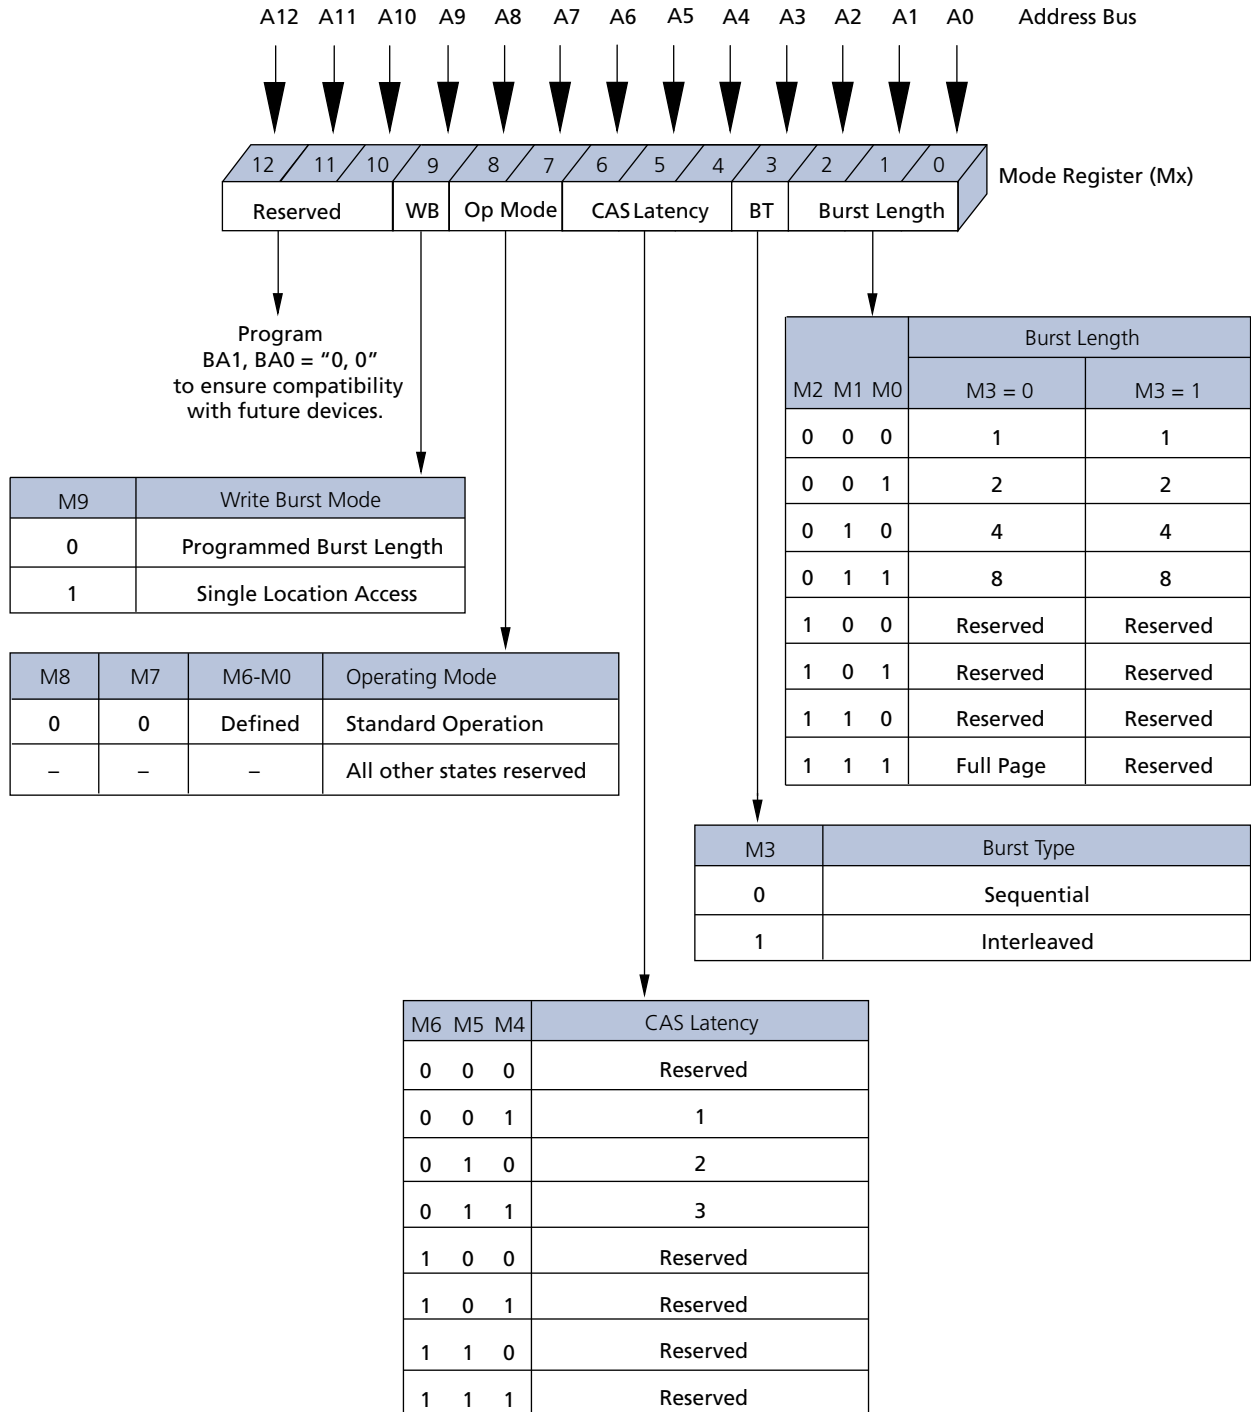 A12 A11 A10 A9 A8 A7 A6 A5 A4 A3 A2 A1 A0 Address Bus
12 11 10 9 8 7 6 5 4 3 2 1 0
Mode Register (Mx)
Reserved WB Op Mode CAS Latency BT Burst Length
Program
BA1, BA0 = “0, 0”
to ensure compatibility
with future devices.
Burst Length
M2 M1 M0 M3 = 0 M3 = 1
0 0 0 1 1
0 0 1 2 2
0 1 0 4 4
0 1 1 8 8
1 0 0 Reserved Reserved
1 0 1 Reserved Reserved
1 1 0 Reserved Reserved
1 1 1 Full Page Reserved
M9 Write Burst Mode
0 Programmed Burst Length
1 Single Location Access
M8 M7 M6-M0 Operating Mode
0 0 Defined Standard Operation
– – – All other states reserved
M3 Burst Type
0 Sequential
1 Interleaved
M6 M5 M4 CAS Latency
0 0 0 Reserved
0 0 1 1
0 1 0 2
0 1 1 3
1 0 0 Reserved
1 0 1 Reserved
1 1 0 Reserved
1 1 1 Reserved